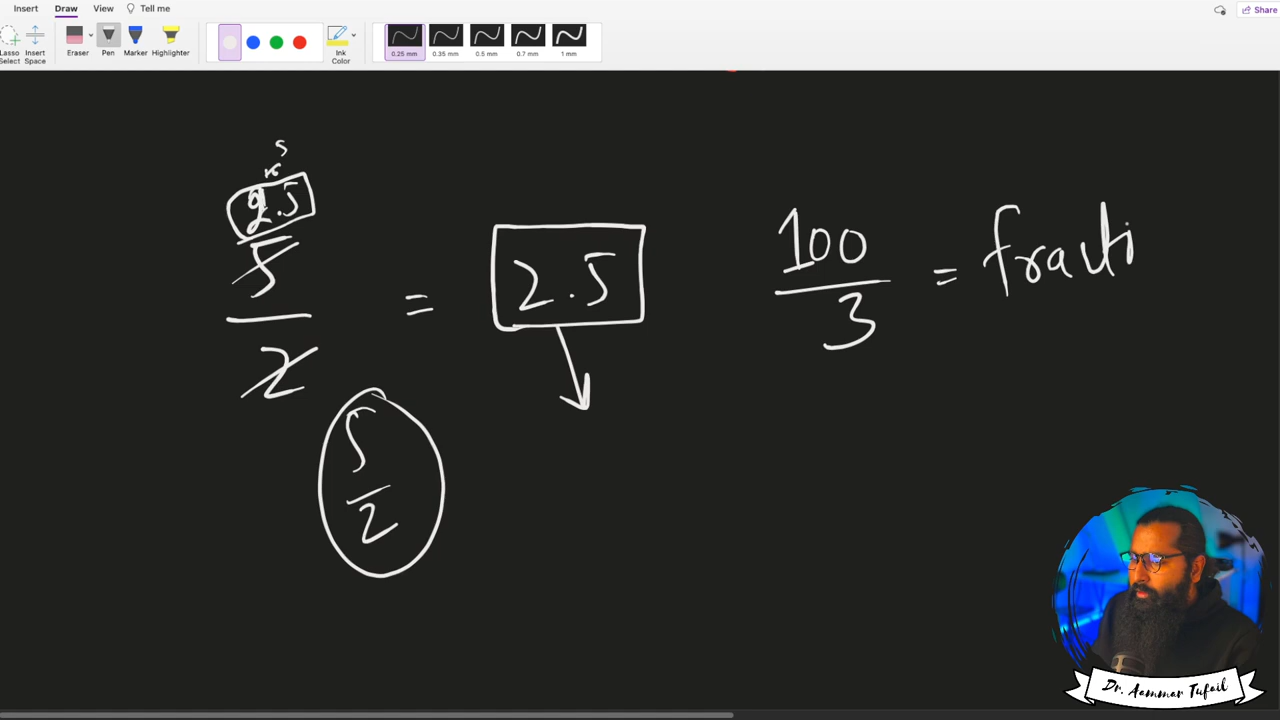 Insert Draw View Tell me
Share
Lasso Select
Insert Space
Eraser
Pen
Marker
Highlighter
Ink Color
0.25 mm
0.35 mm
0.5 mm
0.7 mm
1 mm
2.5
5
2
= 2.5
5
2
100
3
= fracti
Dr. Aammar Tufail